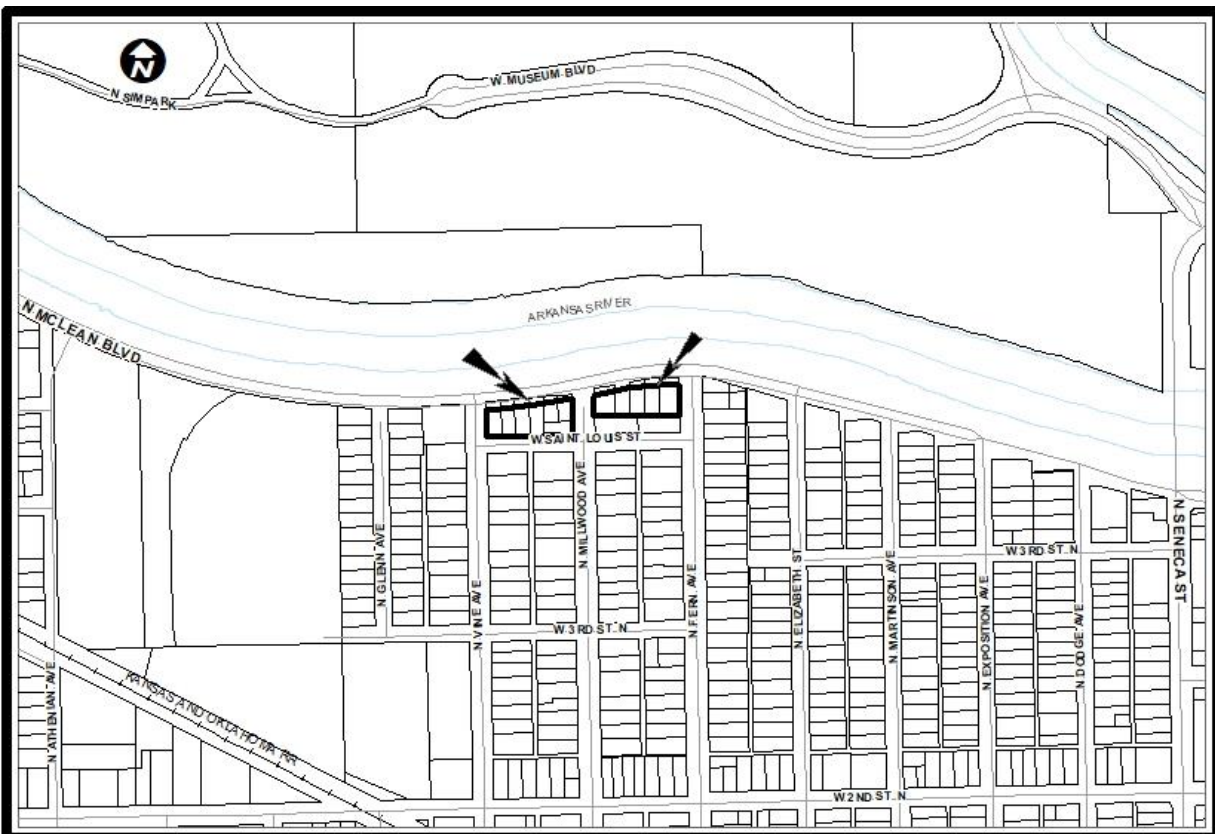 N
N SIMPARK
W MUSEUM BLVD
ARKANSAS RIVER
N MCLEAN BLVD
W SAINT LOUIS ST
N MILLWOOD AVE
N GLENN AVE
N VINE AVE
N FERN AVE
N ELIZABETH ST
N MARTINSON AVE
N EXPOSITION AVE
N DODGE AVE
N SENECA ST
W 3RD ST N
W 3RD ST N
N ATHENIAN AVE
KANSAS AND OKLAHOMA RR
W 2ND ST N